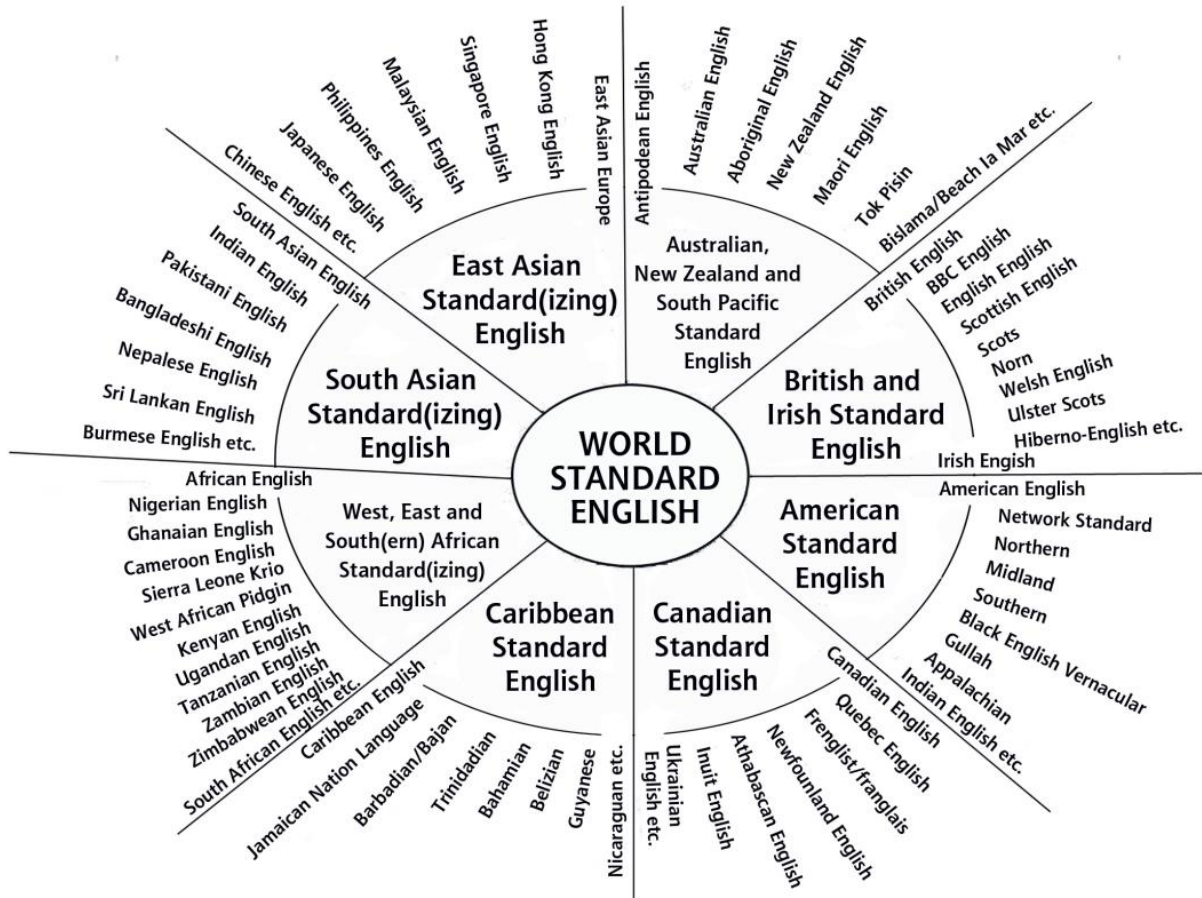 WORLD
STANDARD
ENGLISH
Australian,
New Zealand and
South Pacific
Standard
English
Antipodean English
Australian English
Aboriginal English
New Zealand English
Maori English
Tok Pisin
Bislama/Beach la Mar etc.
British and
Irish Standard
English
British English
BBC English
English English
Scottish English
Scots
Norn
Welsh English
Ulster Scots
Hiberno-English etc.
Irish Engish
American
Standard
English
American English
Network Standard
Northern
Midland
Southern
Black English Vernacular
Gullah
Appalachian
Indian English etc.
Canadian
Standard
English
Canadian English
Quebec English
Frenglist/franglais
Newfounland English
Athabascan English
Inuit English
Ukrainian
English etc.
Caribbean
Standard
English
Caribbean English
Jamaican Nation Language
Barbadian/Bajan
Trinidadian
Bahamian
Belizian
Guyanese
Nicaraguan etc.
West, East and
South(ern) African
Standard(izing)
English
African English
Nigerian English
Ghanaian English
Cameroon English
Sierra Leone Krio
West African Pidgin
Kenyan English
Ugandan English
Tanzanian English
Zambian English
Zimbabwean English
South African English etc.
South Asian
Standard(izing)
English
South Asian English
Indian English
Pakistani English
Bangladeshi English
Nepalese English
Sri Lankan English
Burmese English etc.
East Asian
Standard(izing)
English
Chinese English etc.
Japanese English
Philippines English
Malaysian English
Singapore English
Hong Kong English
East Asian Europe